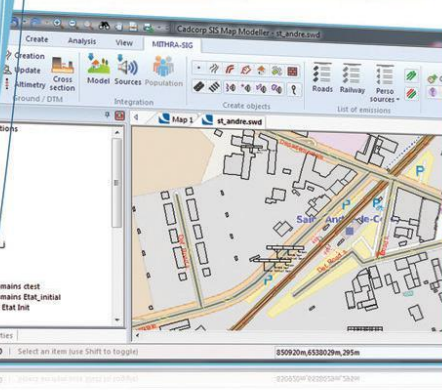 Cadcorp SIS Map Modeller - st_andre.swd
Create Analysis View MITHRA-SIG
Creation
Update
Altimetry
Cross section
Ground / DTM
Model Sources Population
Integration
Create objects
Roads Railway Perso sources
List of emissions
Map 1 st_andre.swd
tions
P
P
P
P
mains ctest
mains Etat_initial
Etat Init
ties
Select an item (use Shift to toggle)
850920m,6538029m,295m